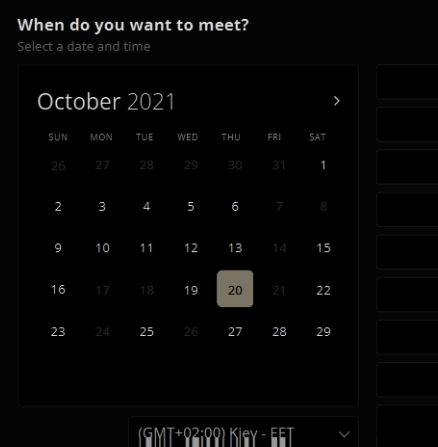 When do you want to meet?
Select a date and time
October 2021
SUN MON TUE WED THU FRI SAT
26 27 28 29 30 31 1
2 3 4 5 6 7 8
9 10 11 12 13 14 15
16 17 18 19 20 21 22
23 24 25 26 27 28 29
(GMT+02:00) Kiev - EET